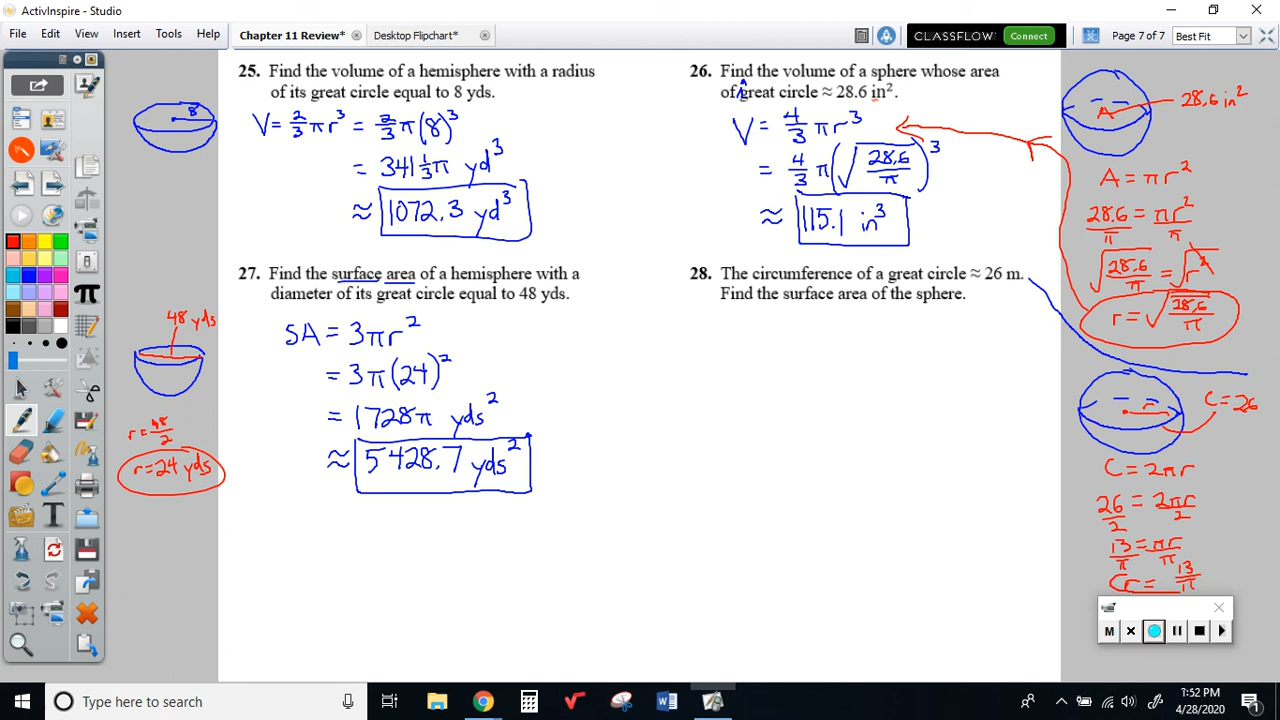 ActivInspire - Studio
File Edit View Insert Tools Help
Chapter 11 Review*
Desktop Flipchart*
CLASSFLOW
Connect
Page 7 of 7
Best Fit
25. Find the volume of a hemisphere with a radius
of its great circle equal to 8 yds.
8
V = 2/3 πr³ = 2/3 π(8)³
= 341 1/3 π yd³
≈ 1072.3 yd³
26. Find the volume of a sphere whose area
of great circle ≈ 28.6 in².
V = 4/3 πr³
= 4/3 π(√28.6/π)³
≈ 115.1 in³
A
28.6 in²
A = πr²
28.6/π = πr²/π
√28.6/π = √r²
r = √28.6/π
27. Find the surface area of a hemisphere with a
diameter of its great circle equal to 48 yds.
48 yds
r = 48/2
r = 24 yds
SA = 3πr²
= 3π(24)²
= 1728π yds²
≈ 5428.7 yds²
28. The circumference of a great circle ≈ 26 m.
Find the surface area of the sphere.
r
C = 26
C = 2πr
26/2 = 2πr/2
13/π = πr/π
r = 13/π
M
Type here to search
1:52 PM
4/28/2020